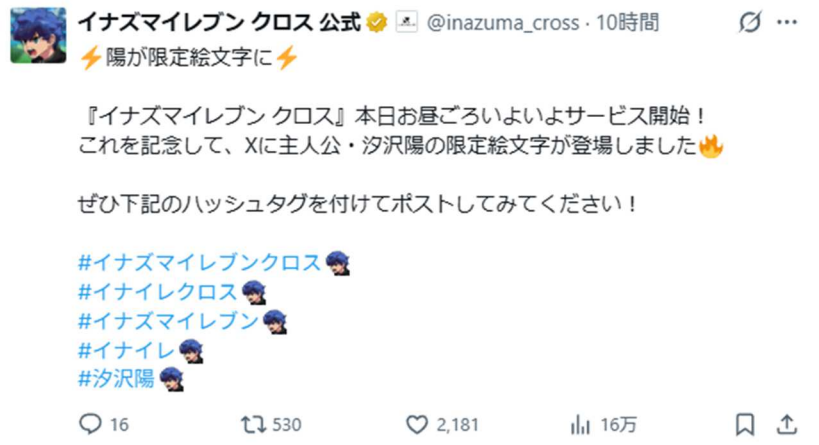 イナズマイレブン クロス 公式 @inazuma_cross · 10時間
⚡陽が限定絵文字に⚡
『イナズマイレブン クロス』本日お昼ごろいよいよサービス開始！
これを記念して、Xに主人公・汐沢陽の限定絵文字が登場しました🔥
ぜひ下記のハッシュタグを付けてポストしてみてください！
#イナズマイレブンクロス
#イナイレクロス
#イナズマイレブン
#イナイレ
#汐沢陽
16 530 2,181 16万